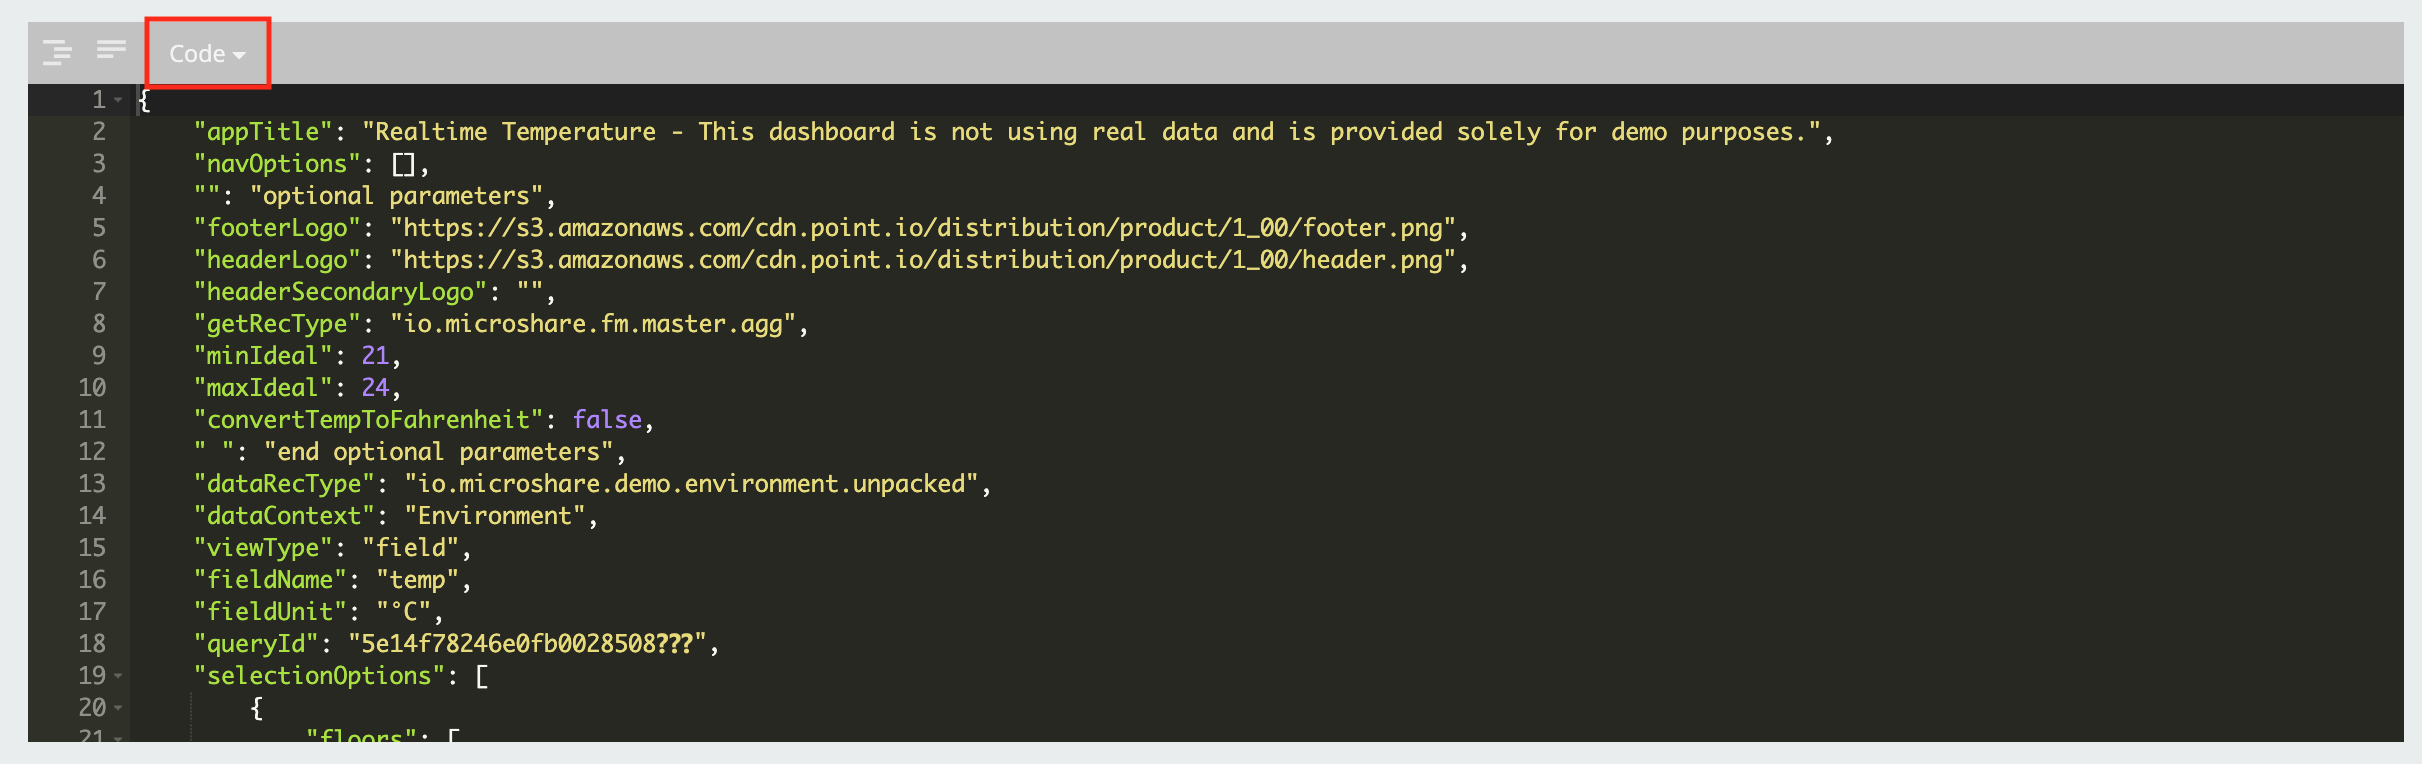 Code
1 {
2 "appTitle": "Realtime Temperature - This dashboard is not using real data and is provided solely for demo purposes.",
3 "navOptions": [],
4 "": "optional parameters",
5 "footerLogo": "https://s3.amazonaws.com/cdn.point.io/distribution/product/1_00/footer.png",
6 "headerLogo": "https://s3.amazonaws.com/cdn.point.io/distribution/product/1_00/header.png",
7 "headerSecondaryLogo": "",
8 "getRecType": "io.microshare.fm.master.agg",
9 "minIdeal": 21,
10 "maxIdeal": 24,
11 "convertTempToFahrenheit": false,
12 " ": "end optional parameters",
13 "dataRecType": "io.microshare.demo.environment.unpacked",
14 "dataContext": "Environment",
15 "viewType": "field",
16 "fieldName": "temp",
17 "fieldUnit": "°C",
18 "queryId": "5e14f78246e0fb0028508???",
19 "selectionOptions": [
20 {
21 "floors": [